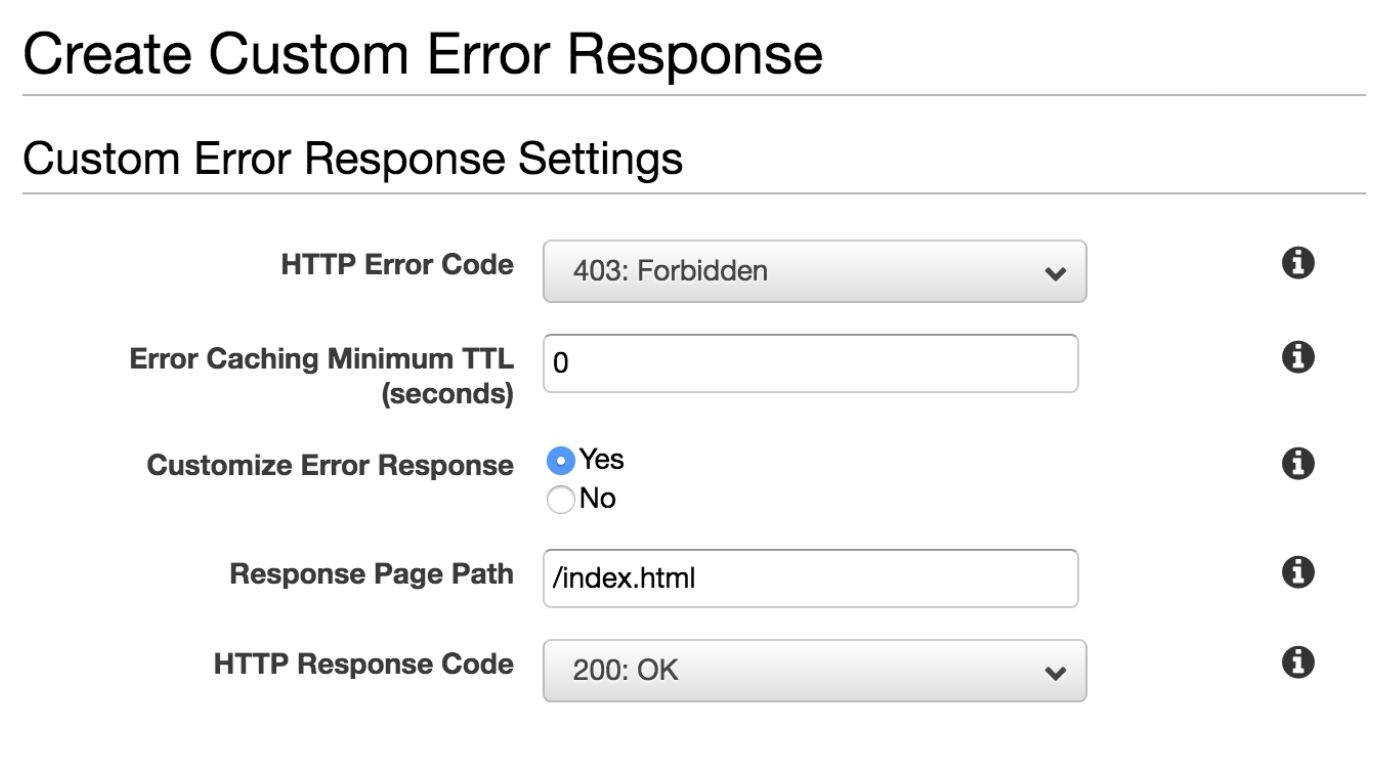 Create Custom Error Response
Custom Error Response Settings
HTTP Error Code 403: Forbidden
Error Caching Minimum TTL 0
(seconds)
Customize Error Response Yes
No
Response Page Path /index.html
HTTP Response Code 200: OK